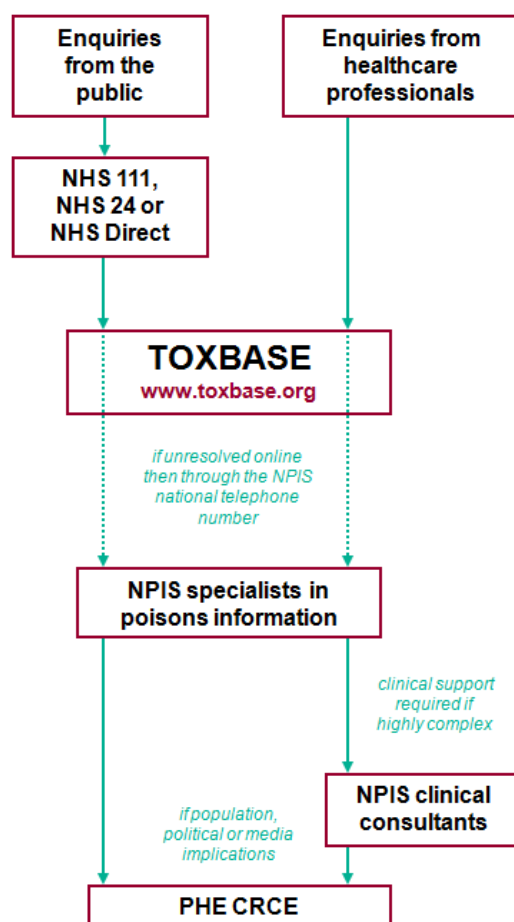 Enquiries
from the
public
Enquiries from
healthcare
professionals
NHS 111,
NHS 24 or
NHS Direct
TOXBASE
www.toxbase.org
if unresolved online
then through the NPIS
national telephone
number
NPIS specialists in
poisons information
clinical support
required if
highly complex
NPIS clinical
consultants
if population,
political or media
implications
PHE CRCE